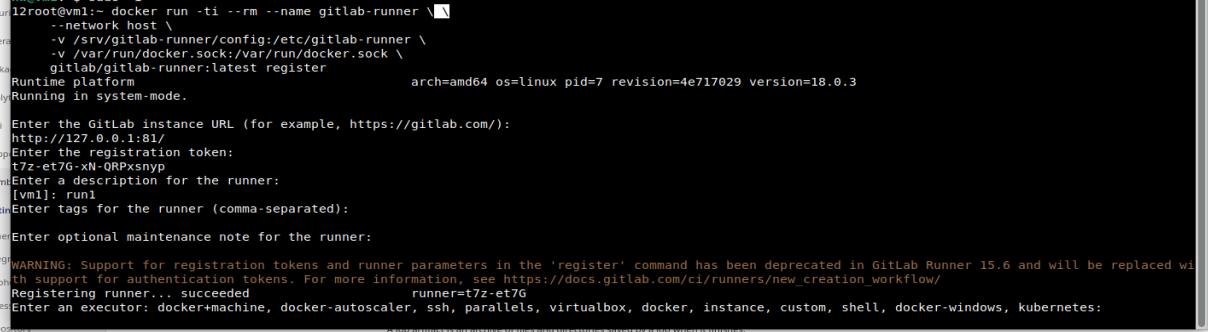 12root@vm1:~ docker run -ti --rm --name gitlab-runner \ \
--network host \
-v /srv/gitlab-runner/config:/etc/gitlab-runner \
-v /var/run/docker.sock:/var/run/docker.sock \
gitlab/gitlab-runner:latest register
Runtime platform                                    arch=amd64 os=linux pid=7 revision=4e717029 version=18.0.3
Running in system-mode.
Enter the GitLab instance URL (for example, https://gitlab.com/):
http://127.0.0.1:81/
Enter the registration token:
t7z-et7G-xN-QRPxsnyp
Enter a description for the runner:
[vm1]: run1
Enter tags for the runner (comma-separated):
Enter optional maintenance note for the runner:
WARNING: Support for registration tokens and runner parameters in the 'register' command has been deprecated in GitLab Runner 15.6 and will be replaced wi
th support for authentication tokens. For more information, see https://docs.gitlab.com/ci/runners/new_creation_workflow/
Registering runner... succeeded                     runner=t7z-et7G
Enter an executor: docker+machine, docker-autoscaler, ssh, parallels, virtualbox, docker, instance, custom, shell, docker-windows, kubernetes: